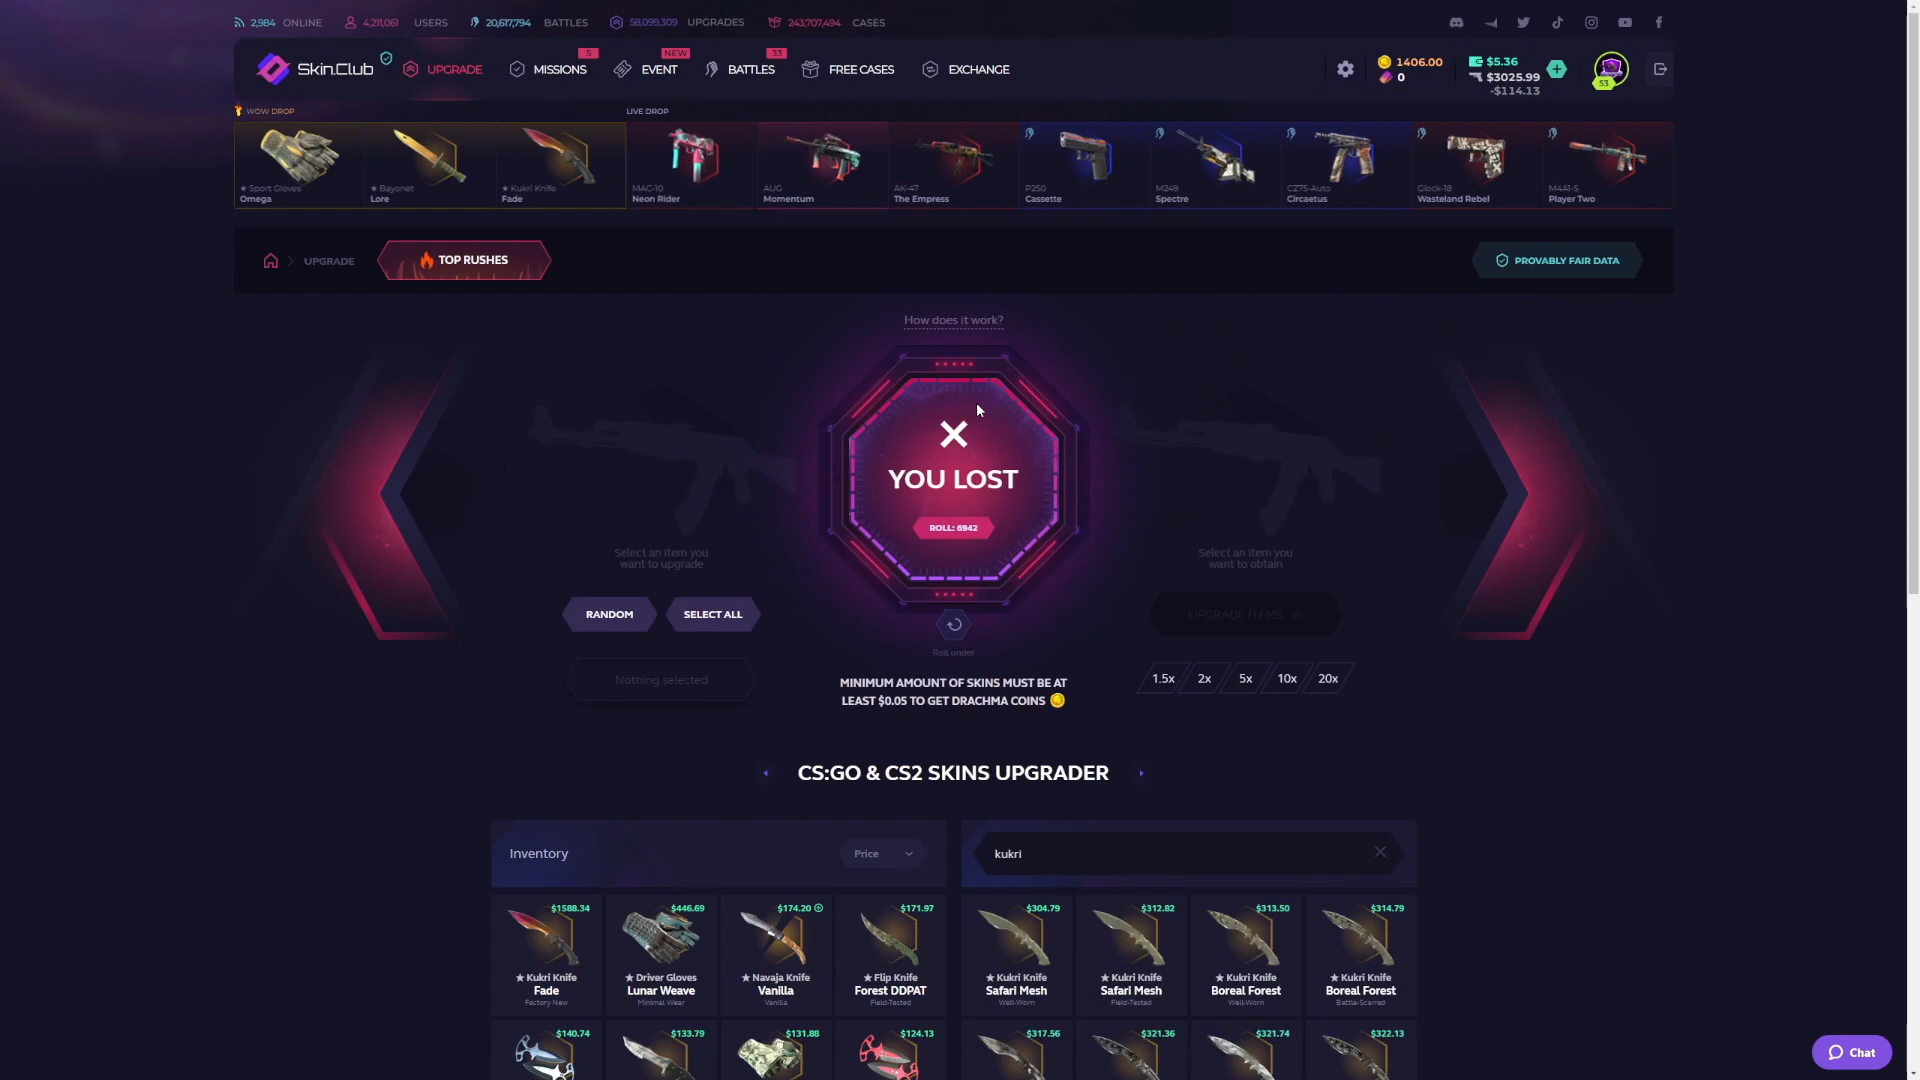 2,984 ONLINE 4,211,061 USERS 20,617,794 BATTLES 58,099,309 UPGRADES 243,707,494 CASES
Skin.Club
UPGRADE
MISSIONS 5
EVENT NEW
BATTLES 33
FREE CASES
EXCHANGE
1406.00
0
$5.36
$3025.99
-$114.13
53
WOW DROP
LIVE DROP
★ Sport Gloves
Omega
★ Bayonet
Lore
★ Kukri Knife
Fade
MAC-10
Neon Rider
AUG
Momentum
AK-47
The Empress
P250
Cassette
M249
Spectre
CZ75-Auto
Circaetus
Glock-18
Wasteland Rebel
M4A1-S
Player Two
UPGRADE
TOP RUSHES
PROVABLY FAIR DATA
How does it work?
YOU LOST
ROLL: 6942
Select an item you
want to upgrade
RANDOM
SELECT ALL
Nothing selected
Roll under
MINIMUM AMOUNT OF SKINS MUST BE AT
LEAST $0.05 TO GET DRACHMA COINS
Select an item you
want to obtain
UPGRADE ITEMS
1.5x 2x 5x 10x 20x
CS:GO & CS2 SKINS UPGRADER
Inventory
Price
kukri
$1588.34
★ Kukri Knife
Fade
Factory New
$446.69
★ Driver Gloves
Lunar Weave
Minimal Wear
$174.20
★ Navaja Knife
Vanilla
Vanilla
$171.97
★ Flip Knife
Forest DDPAT
Field-Tested
$304.79
★ Kukri Knife
Safari Mesh
Well-Worn
$312.82
★ Kukri Knife
Safari Mesh
Field-Tested
$313.50
★ Kukri Knife
Boreal Forest
Well-Worn
$314.79
★ Kukri Knife
Boreal Forest
Battle-Scarred
$140.74
$133.79
$131.88
$124.13
$317.56
$321.36
$321.74
$322.13
Chat